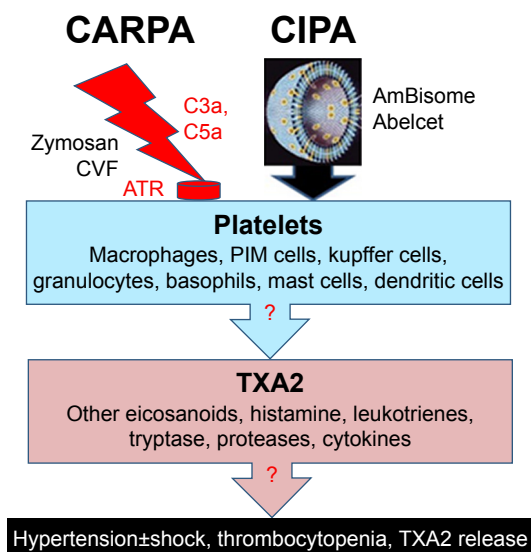 CARPA
CIPA
C3a,
C5a
Zymosan
CVF
ATR
AmBisome
Abelcet
Platelets
Macrophages, PIM cells, kupffer cells,
granulocytes, basophils, mast cells, dendritic cells
?
TXA2
Other eicosanoids, histamine, leukotrienes,
tryptase, proteases, cytokines
?
Hypertension±shock, thrombocytopenia, TXA2 release